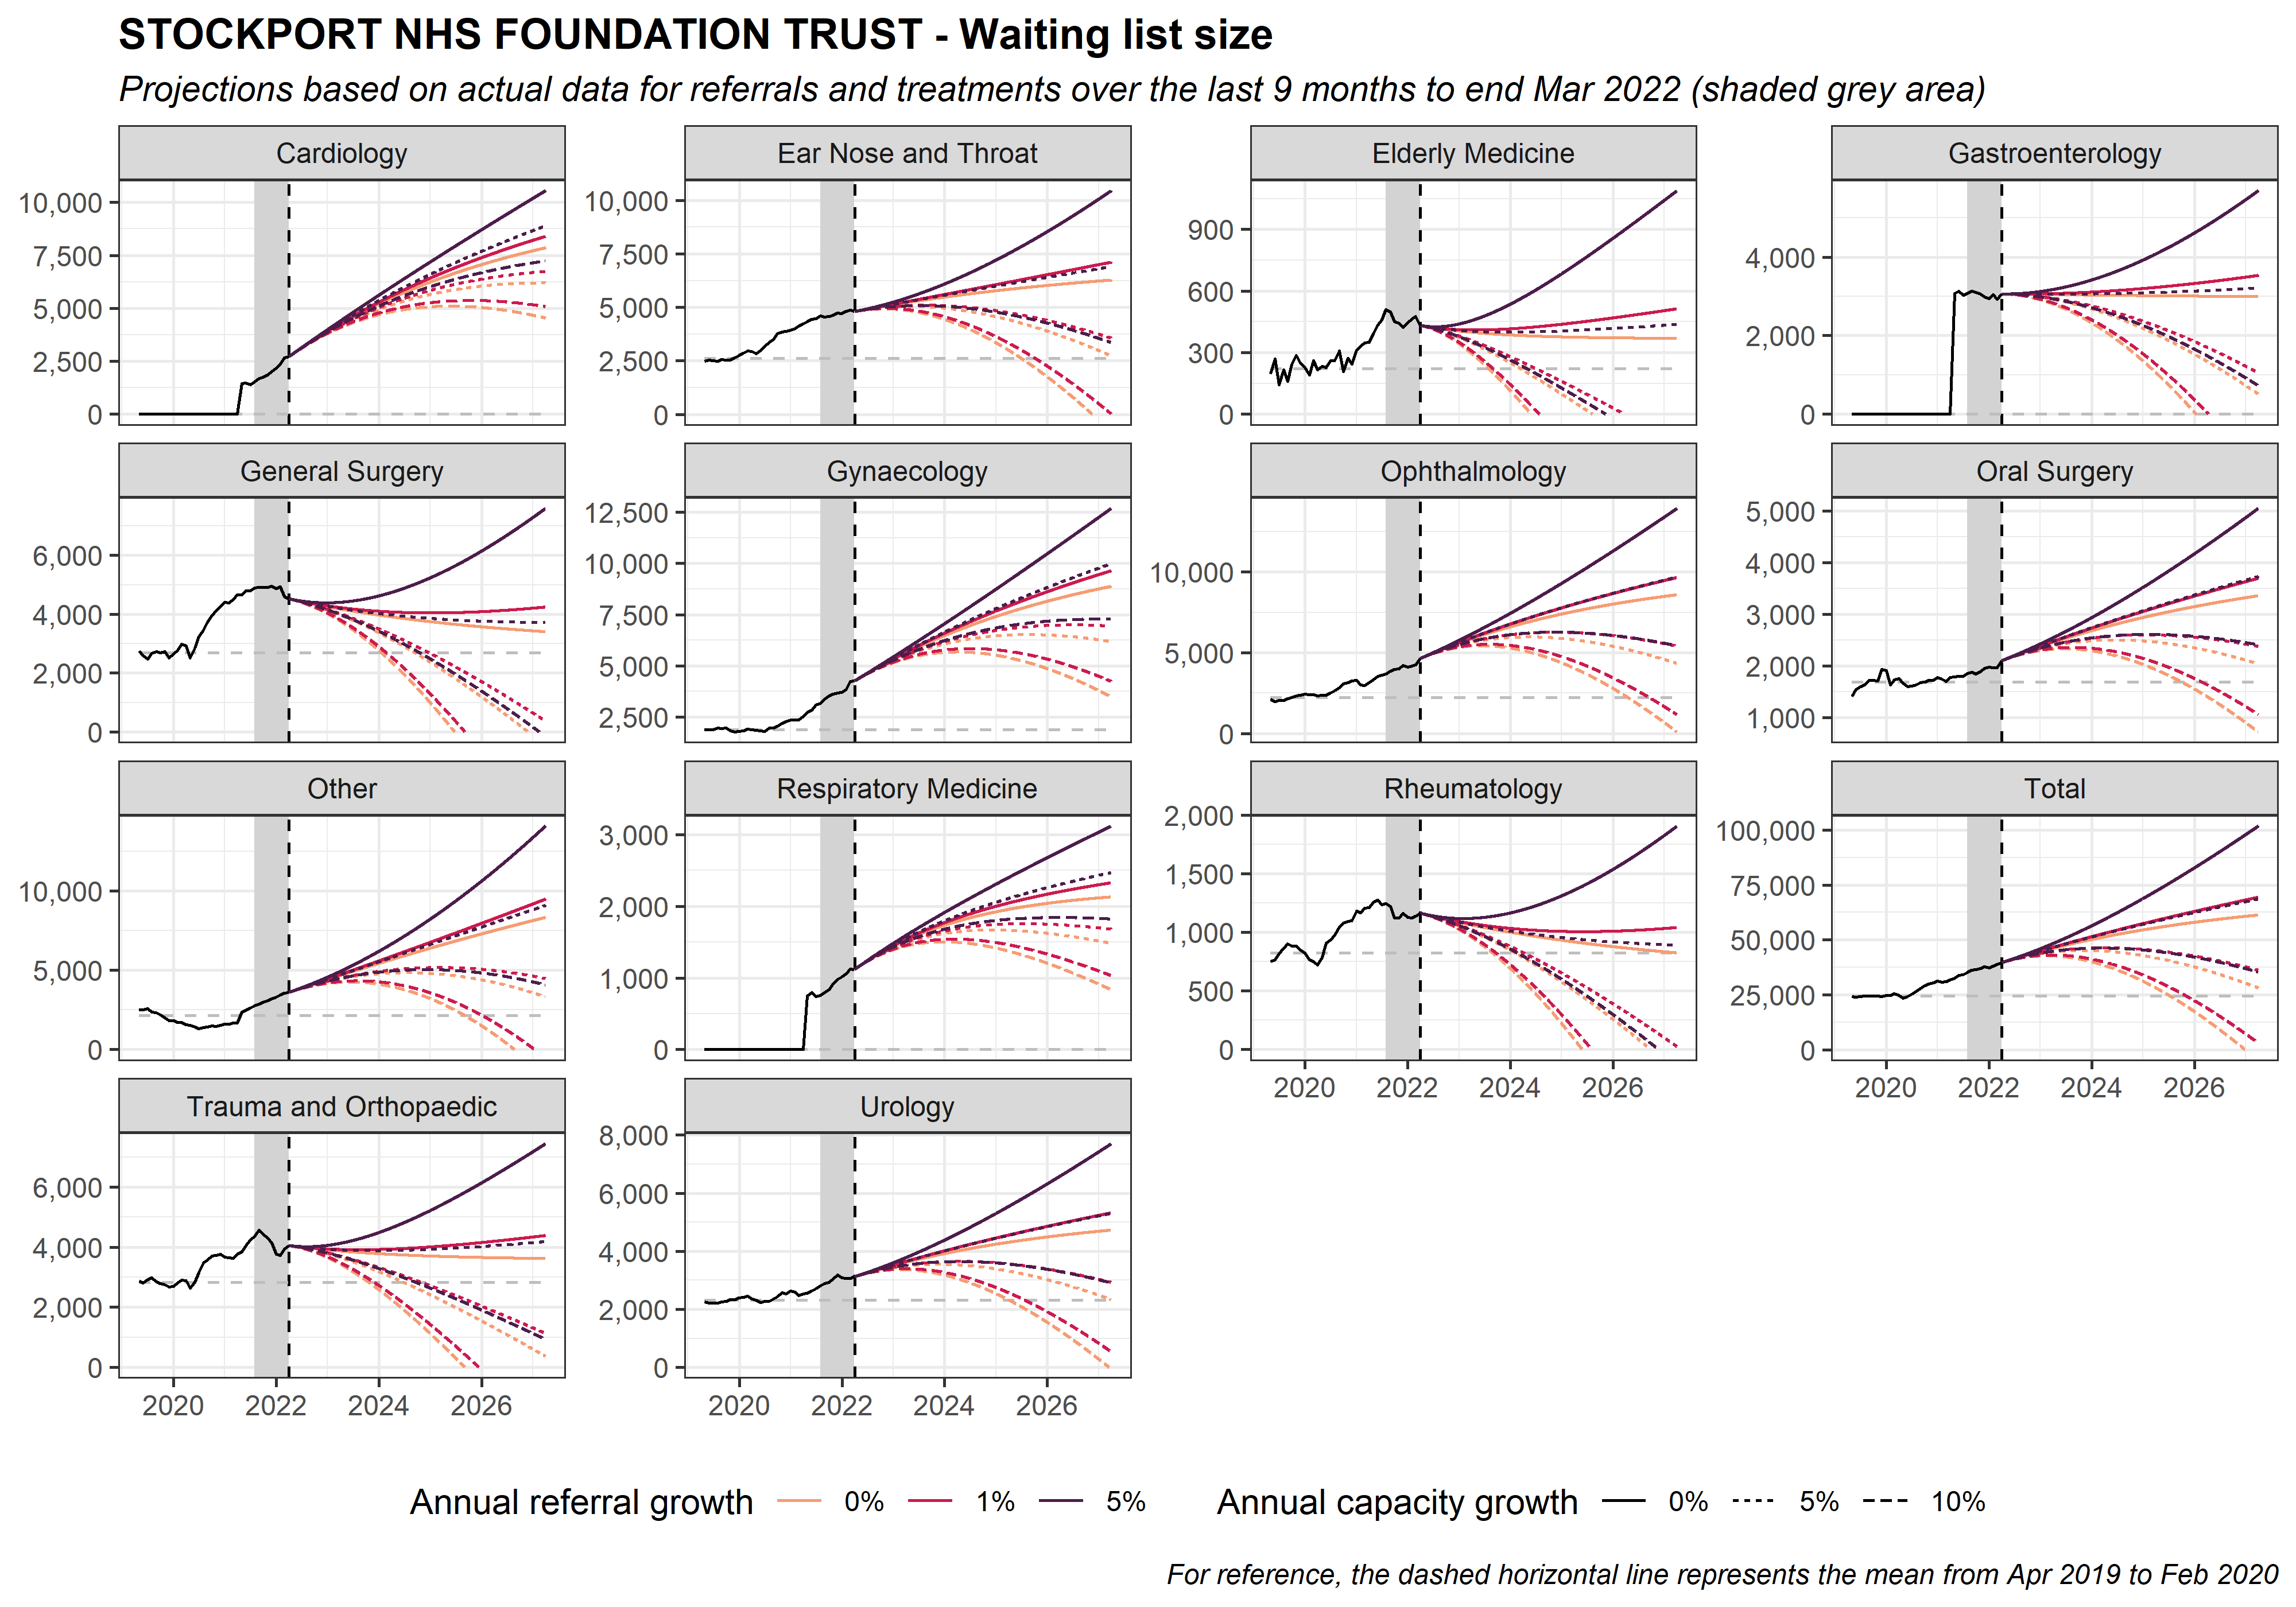 STOCKPORT NHS FOUNDATION TRUST - Waiting list size
Projections based on actual data for referrals and treatments over the last 9 months to end Mar 2022 (shaded grey area)
Cardiology
10,000
7,500
5,000
2,500
0
Ear Nose and Throat
10,000
7,500
5,000
2,500
0
Elderly Medicine
900
600
300
0
Gastroenterology
4,000
2,000
0
General Surgery
6,000
4,000
2,000
0
Gynaecology
12,500
10,000
7,500
5,000
2,500
Ophthalmology
10,000
5,000
0
Oral Surgery
5,000
4,000
3,000
2,000
1,000
Other
10,000
5,000
0
Respiratory Medicine
3,000
2,000
1,000
0
Rheumatology
2,000
1,500
1,000
500
0
2020 2022 2024 2026
Total
100,000
75,000
50,000
25,000
0
2020 2022 2024 2026
Trauma and Orthopaedic
6,000
4,000
2,000
0
2020 2022 2024 2026
Urology
8,000
6,000
4,000
2,000
0
2020 2022 2024 2026
Annual referral growth 0% 1% 5% Annual capacity growth 0% 5% 10%
For reference, the dashed horizontal line represents the mean from Apr 2019 to Feb 2020